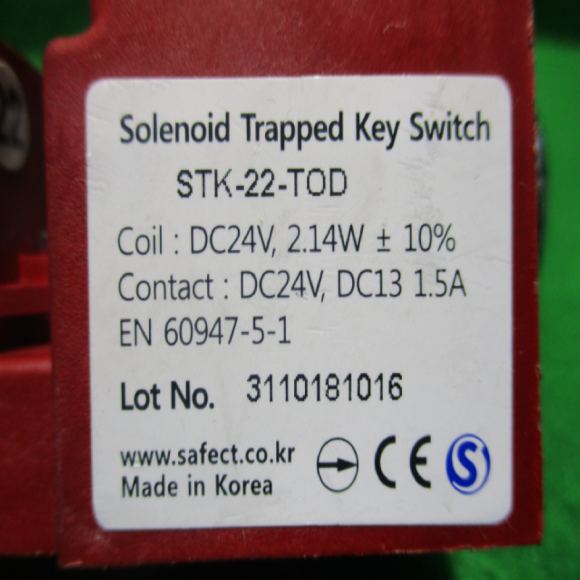 Solenoid Trapped Key Switch
STK-22-TOD
Coil : DC24V, 2.14W ± 10%
Contact : DC24V, DC13 1.5A
EN 60947-5-1
Lot No. 3110181016
www.safect.co.kr
Made in Korea
CE
S
22